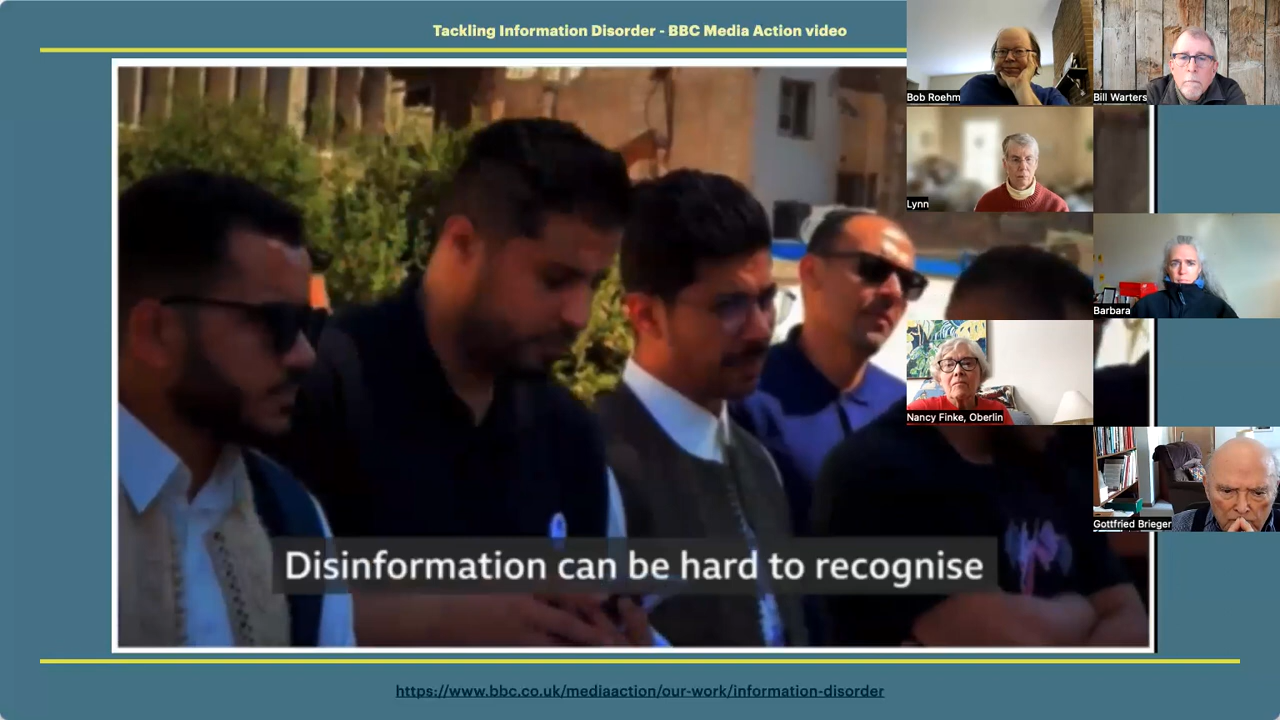 Tackling Information Disorder - BBC Media Action video
Bob Roehm
Bill Warters
Lynn
Barbara
Nancy Finke, Oberlin
Gottfried Brieger
Disinformation can be hard to recognise
https://www.bbc.co.uk/mediaaction/our-work/information-disorder